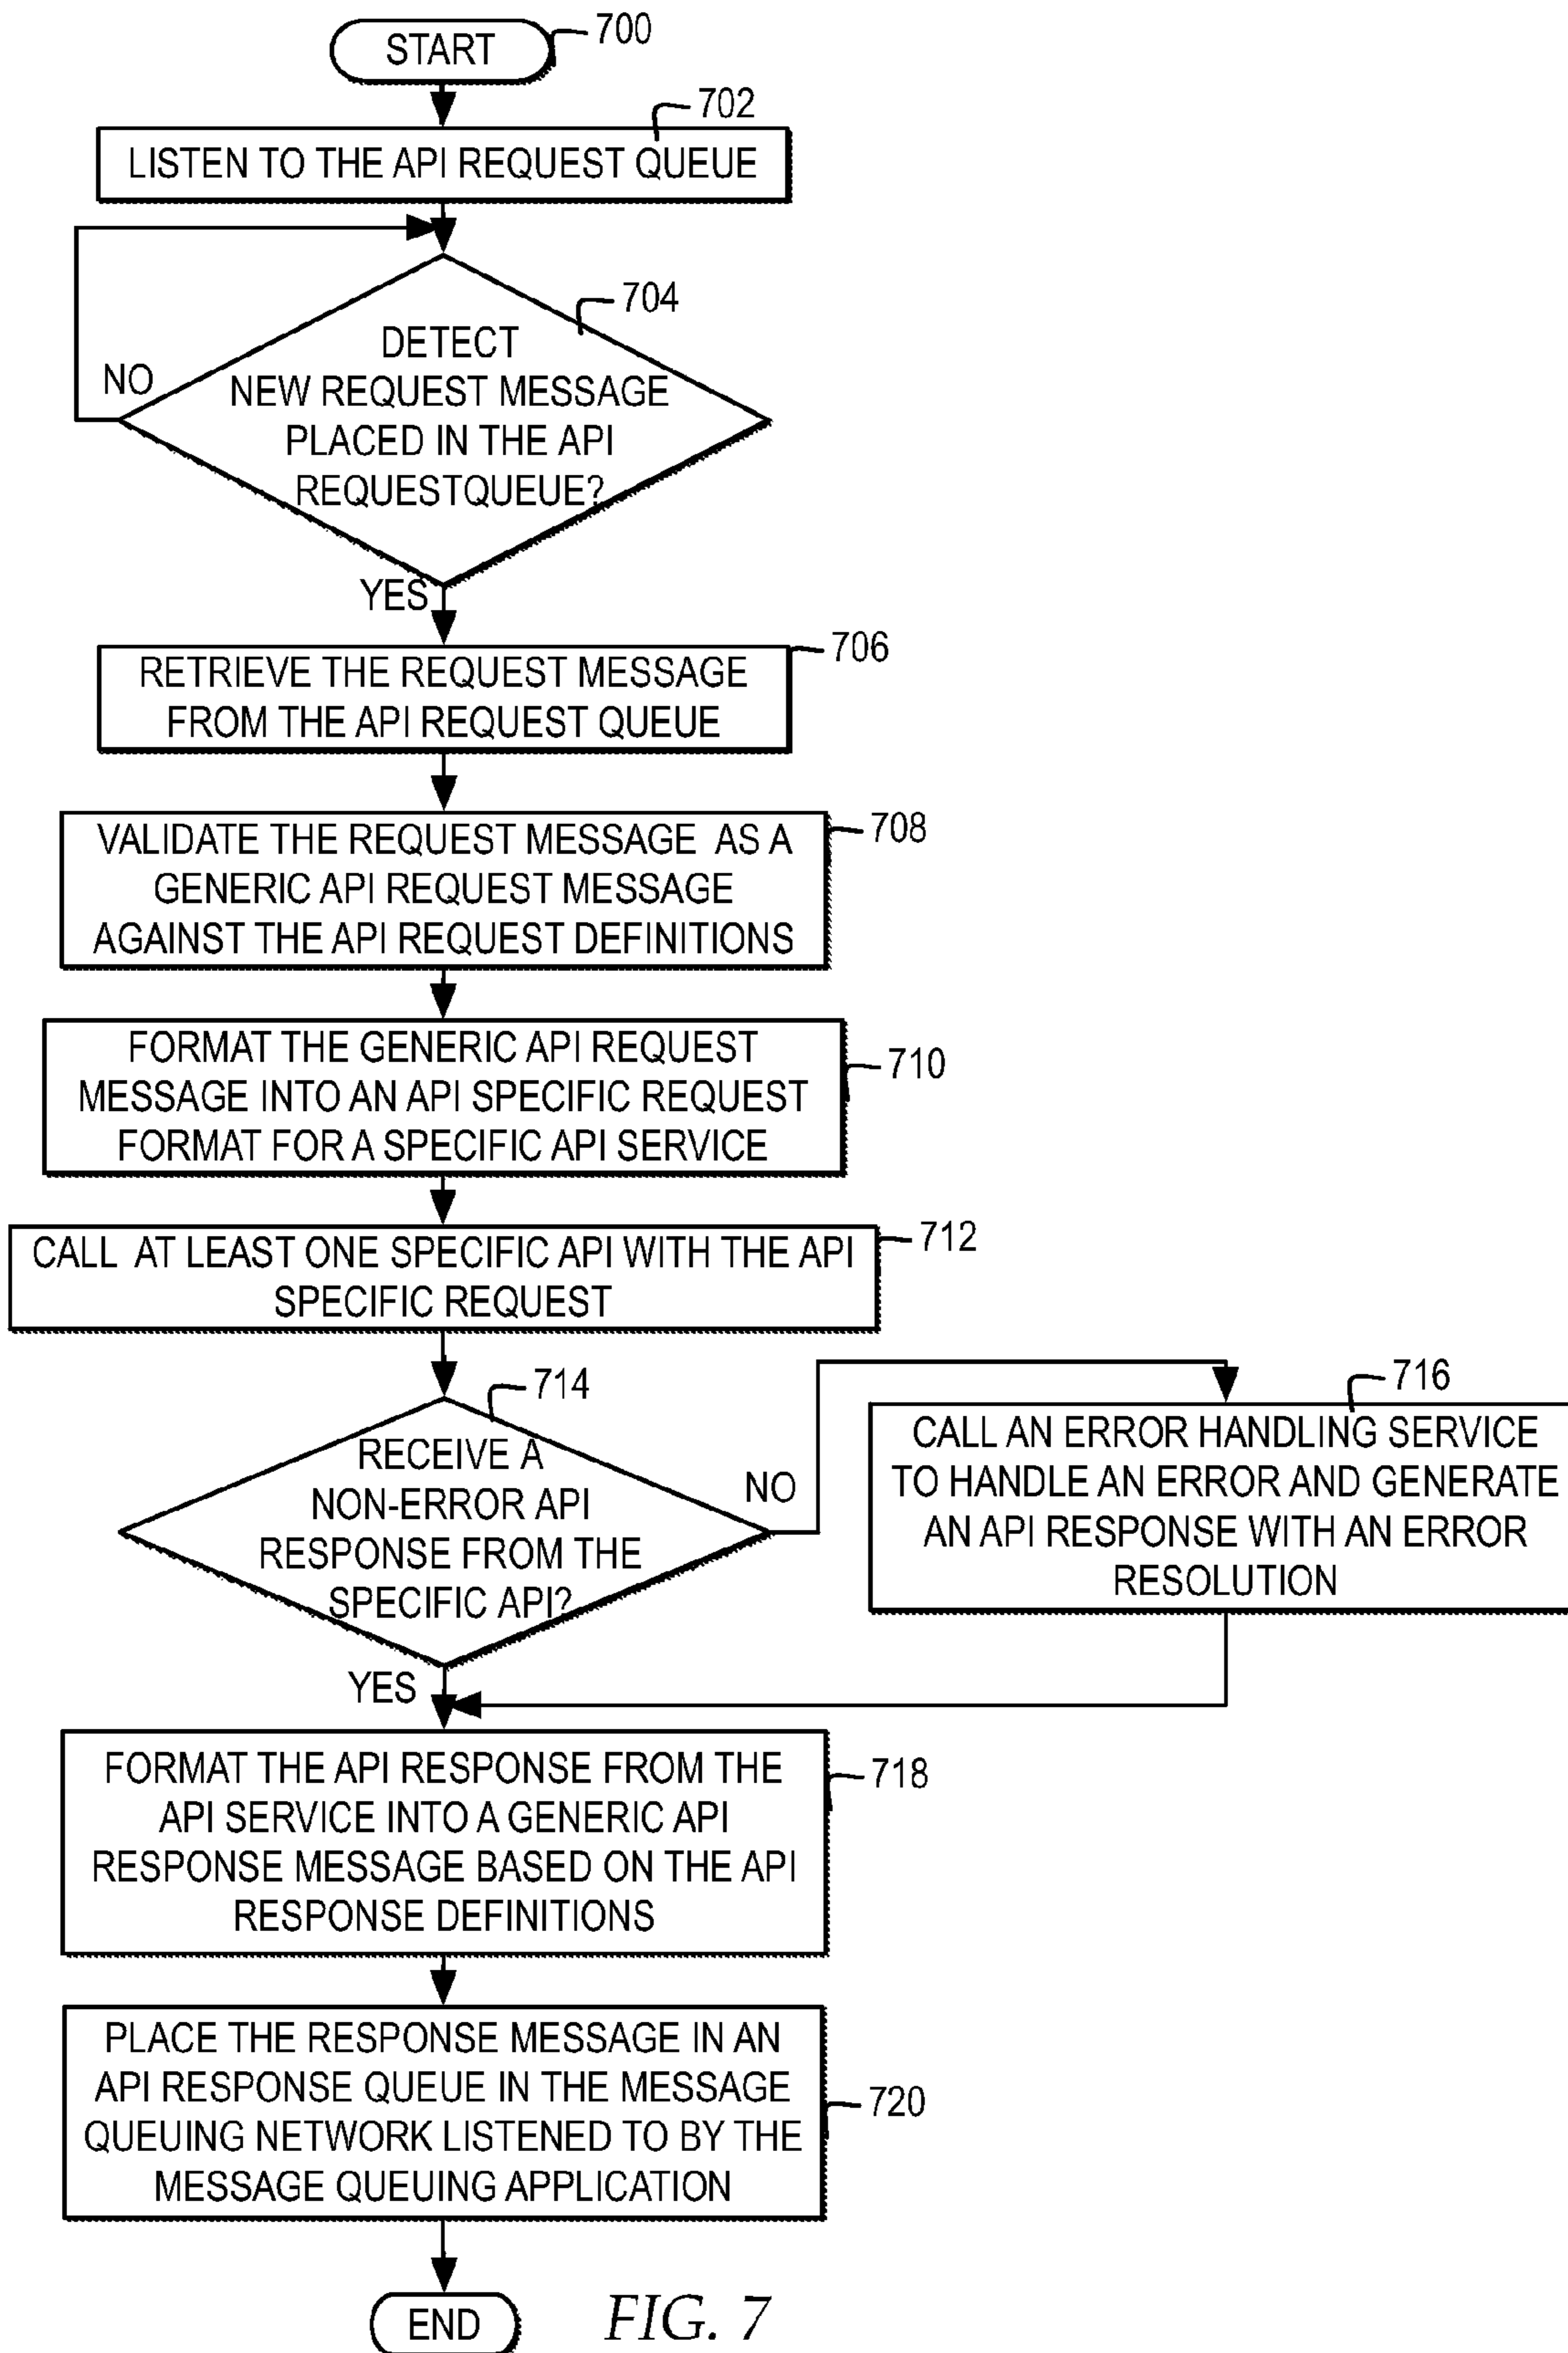 START
700
702
LISTEN TO THE API REQUEST QUEUE
704
DETECT
NEW REQUEST MESSAGE
PLACED IN THE API
REQUESTQUEUE?
NO
YES
706
RETRIEVE THE REQUEST MESSAGE
FROM THE API REQUEST QUEUE
708
VALIDATE THE REQUEST MESSAGE AS A
GENERIC API REQUEST MESSAGE
AGAINST THE API REQUEST DEFINITIONS
710
FORMAT THE GENERIC API REQUEST
MESSAGE INTO AN API SPECIFIC REQUEST
FORMAT FOR A SPECIFIC API SERVICE
712
CALL AT LEAST ONE SPECIFIC API WITH THE API
SPECIFIC REQUEST
714
RECEIVE A
NON-ERROR API
RESPONSE FROM THE
SPECIFIC API?
NO
716
CALL AN ERROR HANDLING SERVICE
TO HANDLE AN ERROR AND GENERATE
AN API RESPONSE WITH AN ERROR
RESOLUTION
YES
718
FORMAT THE API RESPONSE FROM THE
API SERVICE INTO A GENERIC API
RESPONSE MESSAGE BASED ON THE API
RESPONSE DEFINITIONS
720
PLACE THE RESPONSE MESSAGE IN AN
API RESPONSE QUEUE IN THE MESSAGE
QUEUING NETWORK LISTENED TO BY THE
MESSAGE QUEUING APPLICATION
END
FIG. 7